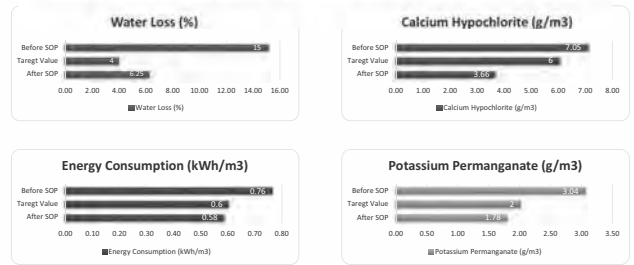 Water Loss (%)
Before SOP 15
Taregt Value 4
After SOP 6.25
0.00 2.00 4.00 6.00 8.00 10.00 12.00 14.00 16.00
Water Loss (%)
Calcium Hypochlorite (g/m3)
Before SOP 7.05
Taregt Value 6
After SOP 3.66
0.00 1.00 2.00 3.00 4.00 5.00 6.00 7.00 8.00
Calcium Hypochlorite (g/m3)
Energy Consumption (kWh/m3)
Before SOP 0.76
Taregt Value 0.6
After SOP 0.58
0.00 0.10 0.20 0.30 0.40 0.50 0.60 0.70 0.80
Energy Consumption (kWh/m3)
Potassium Permanganate (g/m3)
Before SOP 3.04
Taregt Value 2
After SOP 1.78
0.00 0.50 1.00 1.50 2.00 2.50 3.00 3.50
Potassium Permanganate (g/m3)